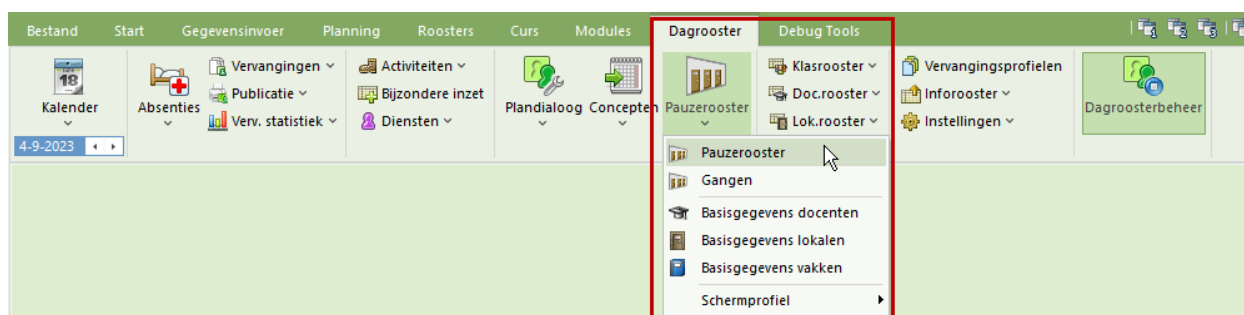 Bestand Start Gegevensinvoer Planning Roosters Curs Modules Dagrooster Debug Tools
18
Kalender
4-9-2023
Absenties
Vervangingen
Publicatie
Verv. statistiek
Activiteiten
Bijzondere inzet
Diensten
Plandialoog
Concepten
Pauzerooster
Klasrooster
Doc.rooster
Lok.rooster
Vervangingsprofielen
Inforooster
Instellingen
Dagroosterbeheer
Pauzerooster
Gangen
Basisgegevens docenten
Basisgegevens lokalen
Basisgegevens vakken
Schermprofiel